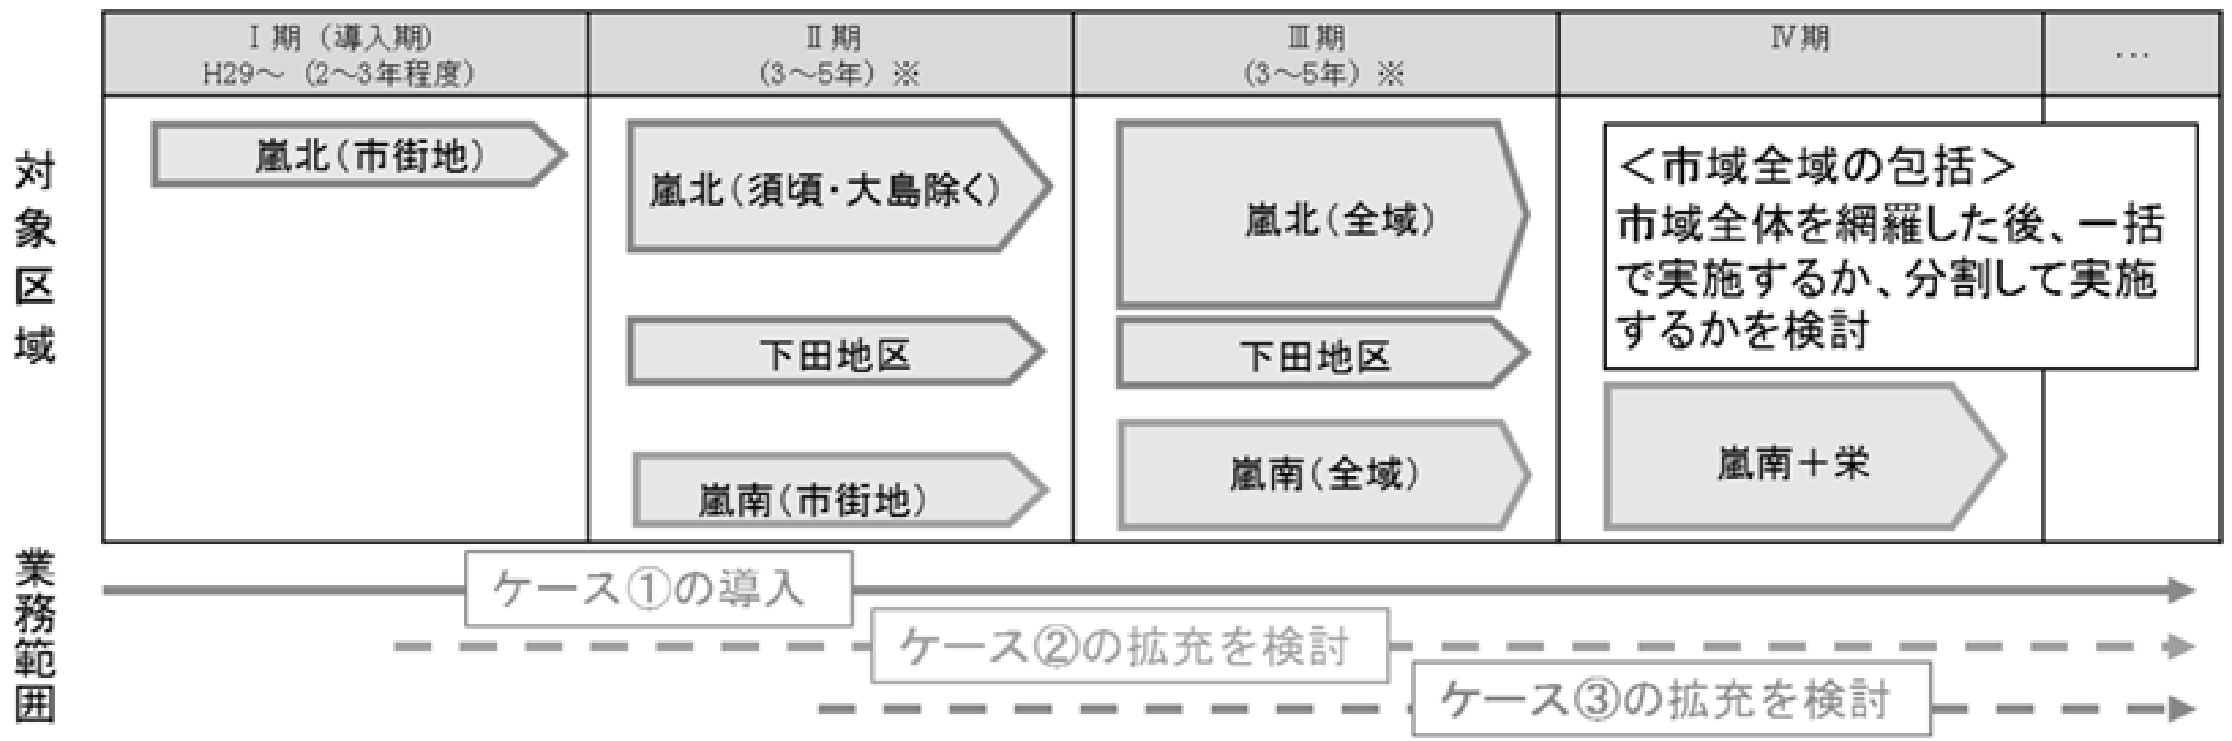 Ⅰ期（導入期）
H29～（2～3年程度）
Ⅱ期
（3～5年）※
Ⅲ期
（3～5年）※
Ⅳ期
…
対象区域
嵐北（市街地）
嵐北（須頃・大島除く）
下田地区
嵐南（市街地）
嵐北（全域）
下田地区
嵐南（全域）
＜市域全域の包括＞
市域全体を網羅した後、一括
で実施するか、分割して実施
するかを検討
嵐南＋栄
業務範囲
ケース①の導入
ケース②の拡充を検討
ケース③の拡充を検討